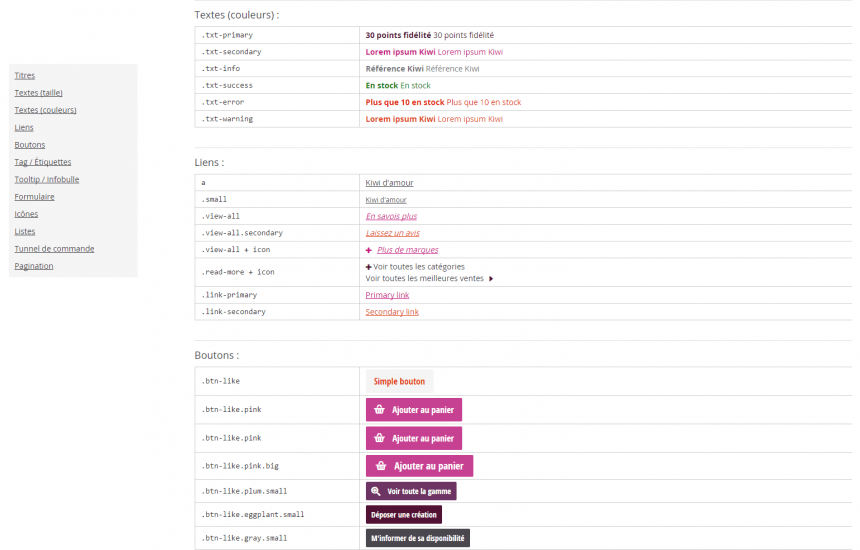 Titres
Textes (taille)
Textes (couleurs)
Liens
Boutons
Tag / Étiquettes
Tooltip / Infobulle
Formulaire
Icônes
Listes
Tunnel de commande
Pagination
Textes (couleurs) :
.txt-primary 30 points fidélité 30 points fidélité
.txt-secondary Lorem ipsum Kiwi Lorem ipsum Kiwi
.txt-info Référence Kiwi Référence Kiwi
.txt-success En stock En stock
.txt-error Plus que 10 en stock Plus que 10 en stock
.txt-warning Lorem ipsum Kiwi Lorem ipsum Kiwi
Liens :
a Kiwi d'amour
.small Kiwi d'amour
.view-all En savoirs plus
.view-all.secondary Laissez un avis
.view-all + icon Plus de marques
.read-more + icon Voir toutes les catégories
Voir toutes les meilleures ventes
.link-primary Primary link
.link-secondary Secondary link
Boutons :
.btn-like Simple bouton
.btn-like.pink Ajouter au panier
.btn-like.pink Ajouter au panier
.btn-like.pink.big Ajouter au panier
.btn-like.plum.small Voir toute la gamme
.btn-like.eggplant.small Déposer une création
.btn-like.gray.small M'informer de sa disponibilité